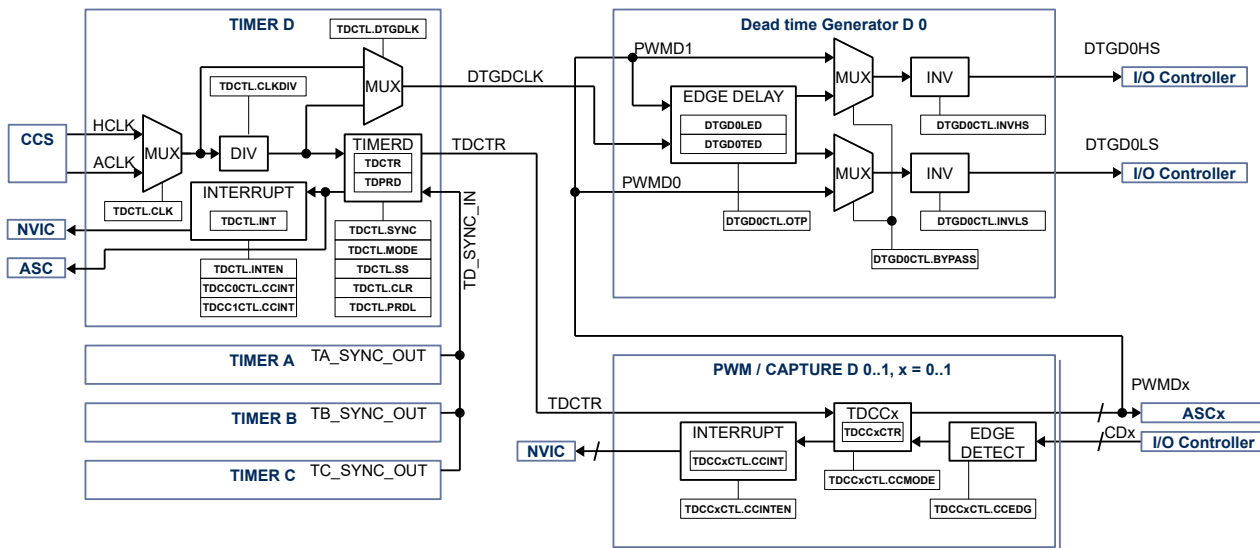 TIMER D
TDCTL.DTGDLK
TDCTL.CLKDIV
CCS
HCLK
ACLK
MUX
DIV
MUX
TIMERD
TDCTR
TDPRD
TDCTL.CLK
INTERRUPT
TDCTL.INT
NVIC
ASC
TDCTL.INTEN
TDCC0CTL.CCINT
TDCC1CTL.CCINT
TDCTL.SYNC
TDCTL.MODE
TDCTL.SS
TDCTL.CLR
TDCTL.PRDL
DTGDCLK
TDCTR
TD_SYNC_IN
TIMER A
TA_SYNC_OUT
TIMER B
TB_SYNC_OUT
TIMER C
TC_SYNC_OUT
Dead time Generator D 0
PWMD1
EDGE DELAY
DTGD0LED
DTGD0TED
PWMD0
DTGD0CTL.OTP
MUX
MUX
INV
DTGD0CTL.INVHS
INV
DTGD0CTL.INVLS
DTGD0CTL.BYPASS
DTGD0HS
I/O Controller
DTGD0LS
I/O Controller
PWM / CAPTURE D 0..1, x = 0..1
TDCTR
TDCCx
TDCCxCTR
INTERRUPT
TDCCxCTL.CCINT
NVIC
EDGE
DETECT
TDCCxCTL.CCMODE
TDCCxCTL.CCINTEN
TDCCxCTL.CCEDG
PWMDx
ASCx
CDx
I/O Controller